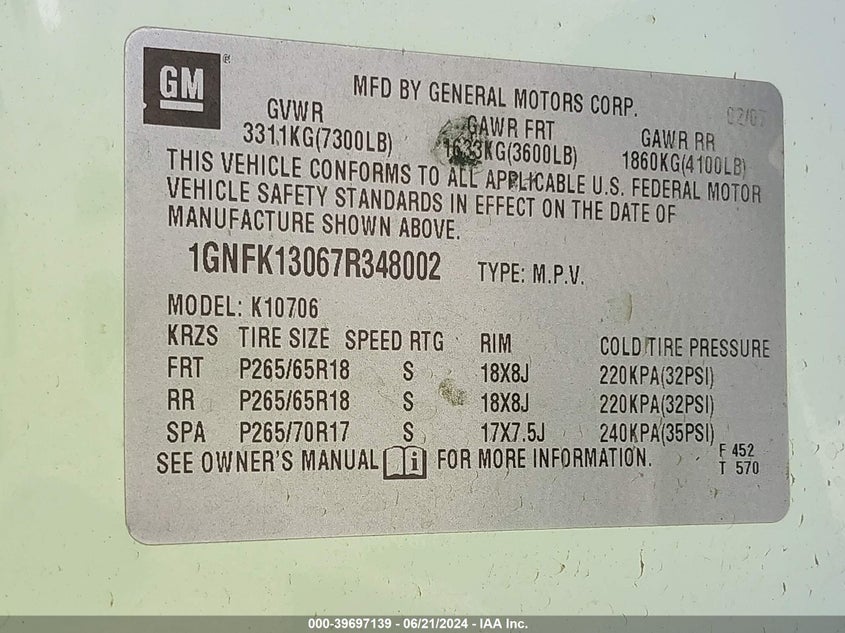 GM ®
MFD BY GENERAL MOTORS CORP. 02/07
GVWR GAWR FRT GAWR RR
3311KG(7300LB) 1633KG(3600LB) 1860KG(4100LB)
THIS VEHICLE CONFORMS TO ALL APPLICABLE U.S. FEDERAL MOTOR
VEHICLE SAFETY STANDARDS IN EFFECT ON THE DATE OF
MANUFACTURE SHOWN ABOVE.
1GNFK13067R348002 TYPE: M.P.V.
MODEL: K10706
KRZS TIRE SIZE SPEED RTG RIM COLD TIRE PRESSURE
FRT P265/65R18 S 18X8J 220KPA(32PSI)
RR P265/65R18 S 18X8J 220KPA(32PSI)
SPA P265/70R17 S 17X7.5J 240KPA(35PSI)
SEE OWNER'S MANUAL i FOR MORE INFORMATION.
F 452
T 570
000-39697139 - 06/21/2024 - IAA Inc.